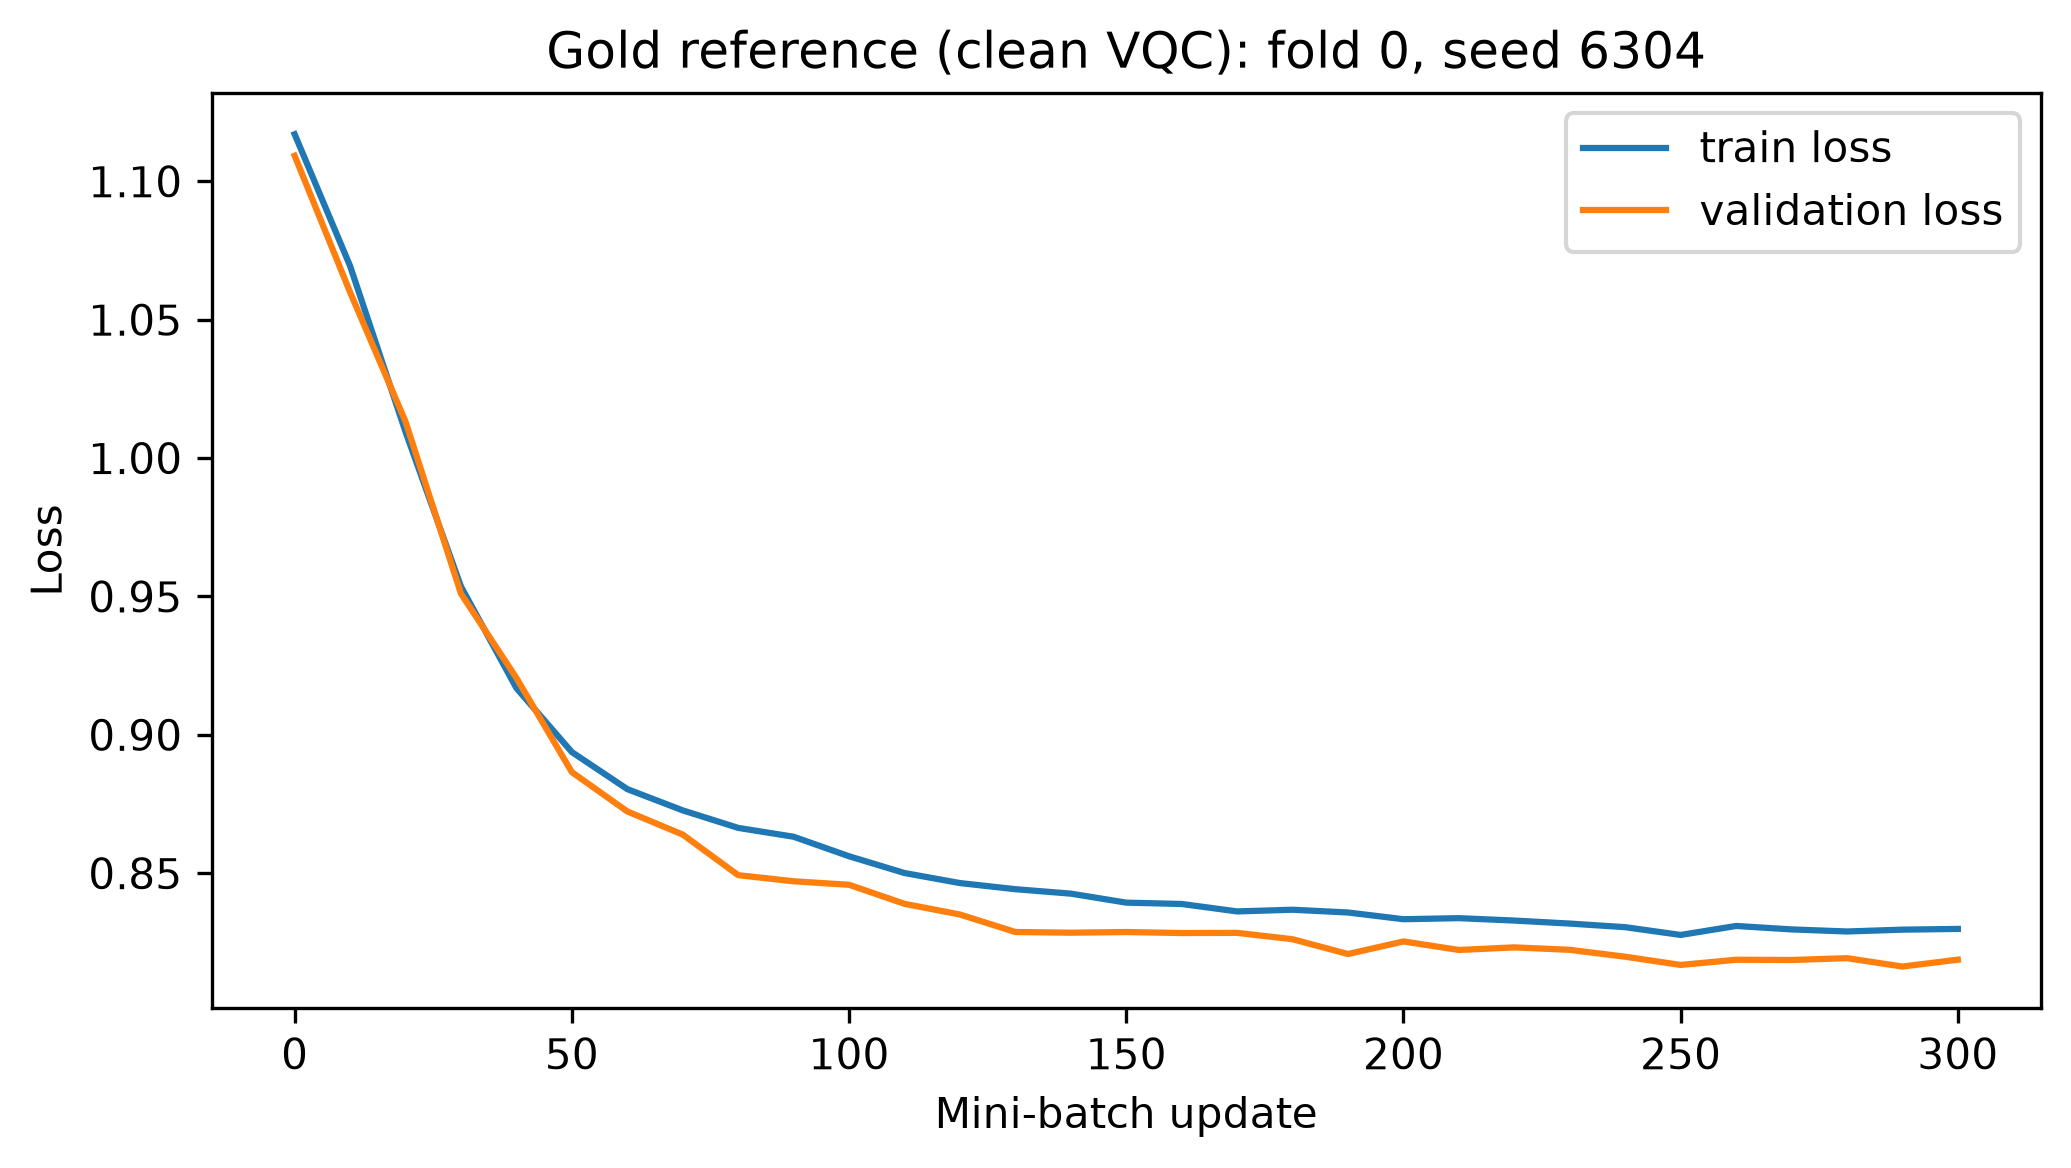 Gold reference (clean VQC): fold 0, seed 6304
train loss
validation loss
1.10
1.05
1.00
0.95
0.90
0.85
Loss
0 50 100 150 200 250 300
Mini-batch update